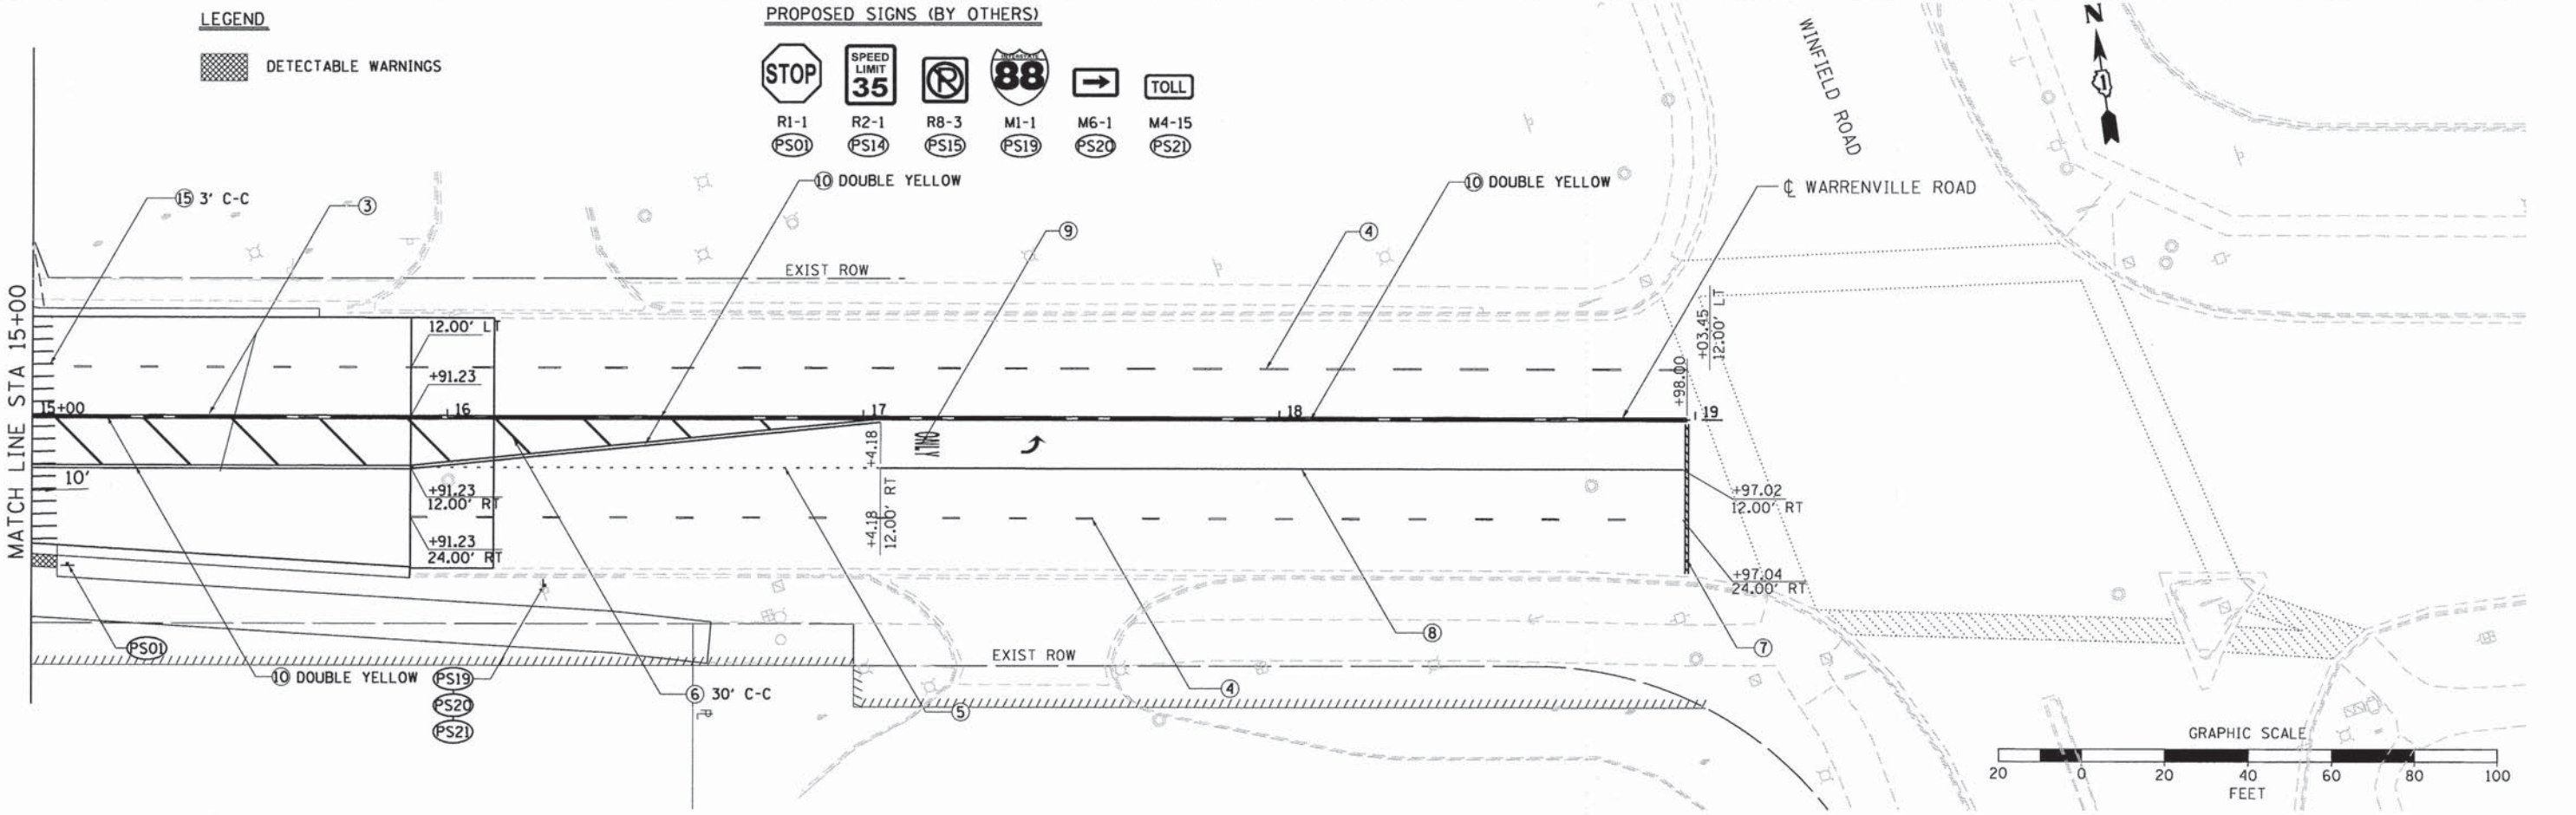 LEGEND
DETECTABLE WARNINGS
PROPOSED SIGNS (BY OTHERS)
STOP
SPEED LIMIT 35
P
INTERSTATE
88
TOLL
R1-1
R2-1
R8-3
M1-1
M6-1
M4-15
PS01
PS14
PS15
PS19
PS20
PS21
WINFIELD ROAD
N
1
15 3' C-C
3
10 DOUBLE YELLOW
9
4
10 DOUBLE YELLOW
℄ WARRENVILLE ROAD
EXIST ROW
MATCH LINE STA 15+00
12.00' LT
+91.23
15+00
16
17
18
19
+98.00
+03.45
12.00' LT
ONLY
+4.18
10'
+91.23
12.00' RT
+4.18
12.00' RT
+91.23
24.00' RT
+97.02
12.00' RT
+97.04
24.00' RT
PS01
10 DOUBLE YELLOW
PS19
PS20
PS21
6 30' C-C
5
EXIST ROW
4
8
7
GRAPHIC SCALE
20 0 20 40 60 80 100
FEET